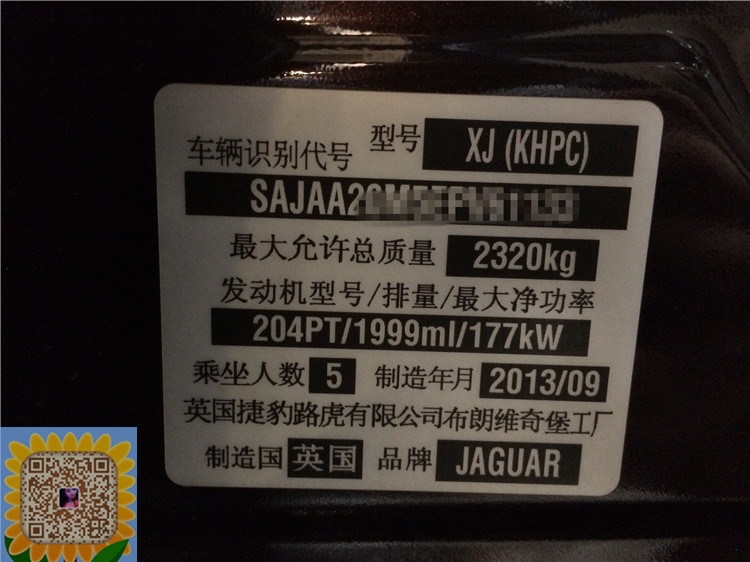 型号 XJ (KHPC)
车辆识别代号
SAJAA2
最大允许总质量 2320kg
发动机型号/排量/最大净功率
204PT/1999ml/177kW
乘坐人数 5 制造年月 2013/09
英国捷豹路虎有限公司布朗维奇堡工厂
制造国 英国 品牌 JAGUAR